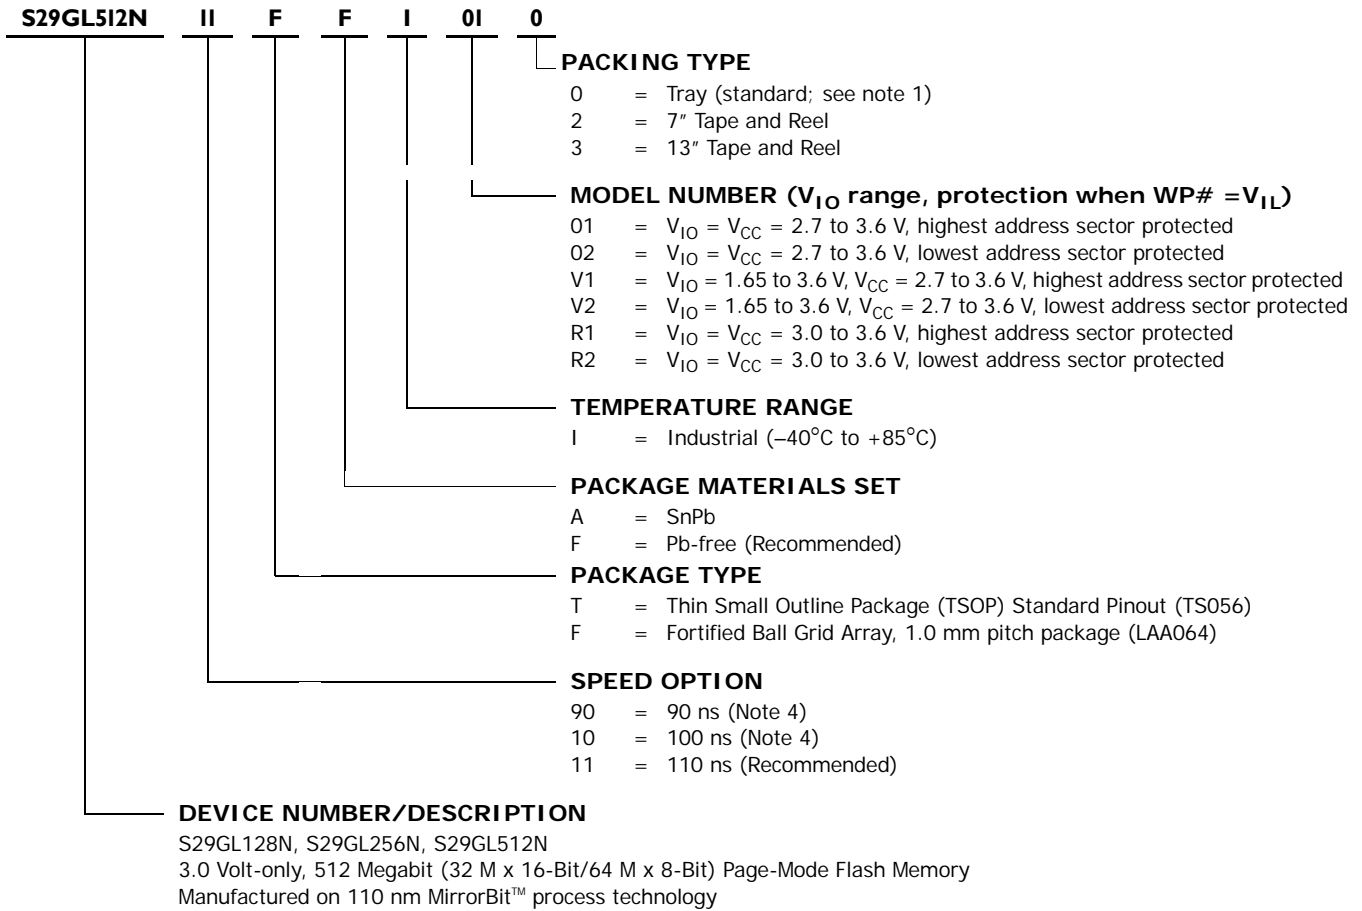 S29GL512N 11 F F I 01 0
PACKING TYPE
0 = Tray (standard; see note 1)
2 = 7″ Tape and Reel
3 = 13″ Tape and Reel
MODEL NUMBER (VIO range, protection when WP# =VIL)
01 = VIO = VCC = 2.7 to 3.6 V, highest address sector protected
02 = VIO = VCC = 2.7 to 3.6 V, lowest address sector protected
V1 = VIO = 1.65 to 3.6 V, VCC = 2.7 to 3.6 V, highest address sector protected
V2 = VIO = 1.65 to 3.6 V, VCC = 2.7 to 3.6 V, lowest address sector protected
R1 = VIO = VCC = 3.0 to 3.6 V, highest address sector protected
R2 = VIO = VCC = 3.0 to 3.6 V, lowest address sector protected
TEMPERATURE RANGE
I = Industrial (–40°C to +85°C)
PACKAGE MATERIALS SET
A = SnPb
F = Pb-free (Recommended)
PACKAGE TYPE
T = Thin Small Outline Package (TSOP) Standard Pinout (TS056)
F = Fortified Ball Grid Array, 1.0 mm pitch package (LAA064)
SPEED OPTION
90 = 90 ns (Note 4)
10 = 100 ns (Note 4)
11 = 110 ns (Recommended)
DEVICE NUMBER/DESCRIPTION
S29GL128N, S29GL256N, S29GL512N
3.0 Volt-only, 512 Megabit (32 M x 16-Bit/64 M x 8-Bit) Page-Mode Flash Memory
Manufactured on 110 nm MirrorBit™ process technology